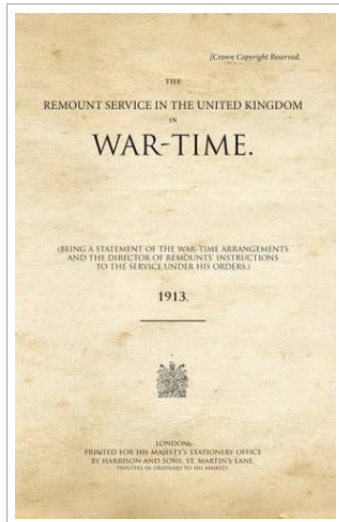 [Crown Copyright Reserved.
THE
REMOUNT SERVICE IN THE UNITED KINGDOM
IN
WAR-TIME.
(BEING A STATEMENT OF THE WAR-TIME ARRANGEMENTS
AND THE DIRECTOR OF REMOUNTS' INSTRUCTIONS
TO THE SERVICE UNDER HIS ORDERS.)
1913.
LONDON:
PRINTED FOR HIS MAJESTY'S STATIONERY OFFICE
BY HARRISON AND SONS, ST. MARTIN'S LANE,
PRINTERS IN ORDINARY TO HIS MAJESTY.